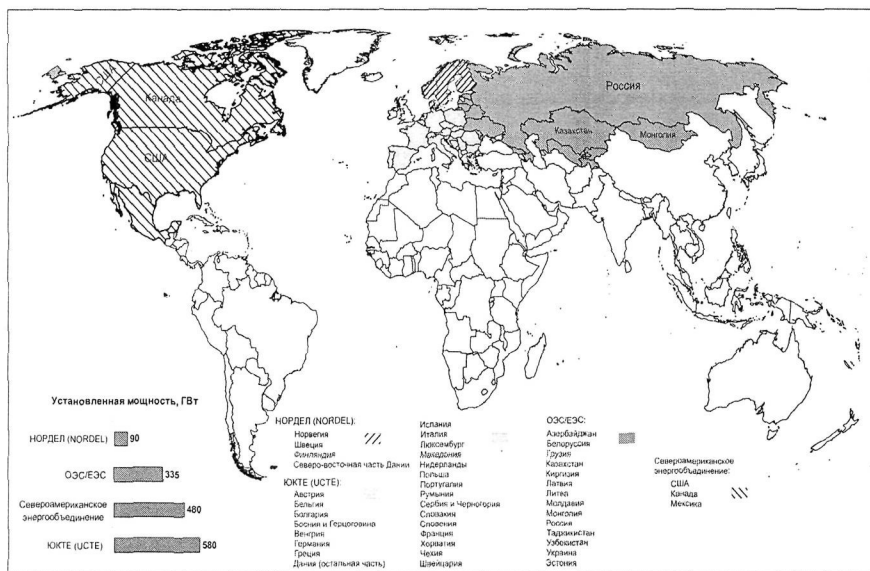 Канада
США
Россия
Казахстан
Монголия
Установленная мощность, ГВт
НОРДЕЛ (NORDEL)
90
ОЭС/ЕЭС
335
Североамериканское
энергообъединение
480
ЮКТЕ (UCTE)
580
НОРДЕЛ (NORDEL):
Норвегия
Швеция
Финляндия
Северо-восточная часть Дании
ЮКТЕ (UCTE):
Австрия
Бельгия
Болгария
Босния и Герцоговина
Венгрия
Германия
Греция
Дания (остальная часть)
Испания
Италия
Люксембург
Македония
Нидерланды
Польша
Португалия
Румыния
Сербия и Черногория
Словакия
Словения
Франция
Хорватия
Чехия
Швейцария
ОЭС/ЕЭС:
Азербайджан
Белоруссия
Грузия
Казахстан
Киргизия
Латвия
Литва
Молдавия
Монголия
Россия
Таджикистан
Узбекистан
Украина
Эстония
Североамериканское
энергообъединение:
США
Канада
Мексика